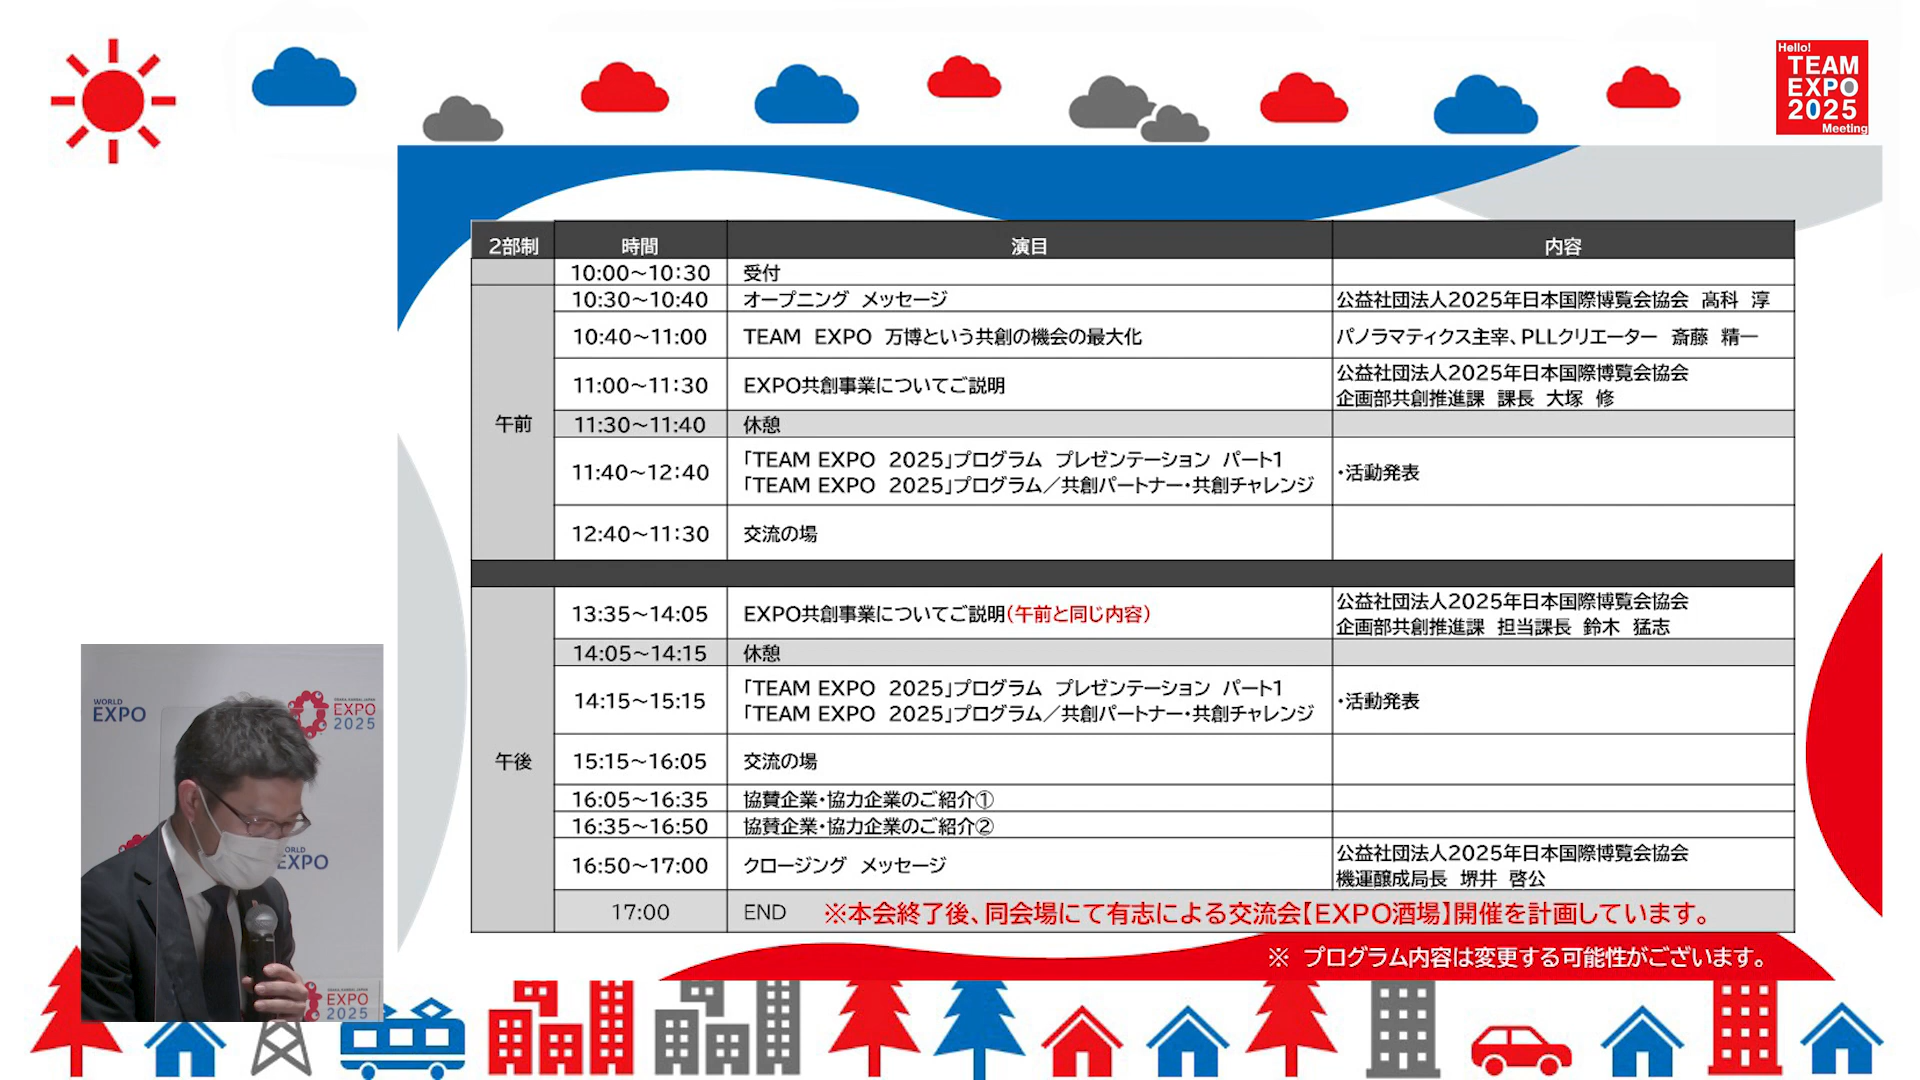 Hello!
TEAM
EXPO
2025
Meeting
2部制 時間 演目 内容
10:00～10:30 受付
10:30～10:40 オープニング メッセージ 公益社団法人2025年日本国際博覧会協会 髙科 淳
10:40～11:00 TEAM EXPO 万博という共創の機会の最大化 パノラマティクス主宰、PLLクリエーター 斎藤 精一
11:00～11:30 EXPO共創事業についてご説明 公益社団法人2025年日本国際博覧会協会
企画部共創推進課 課長 大塚 修
午前
11:30～11:40 休憩
11:40～12:40 「TEAM EXPO 2025」プログラム プレゼンテーション パート1
「TEAM EXPO 2025」プログラム／共創パートナー・共創チャレンジ ・活動発表
12:40～11:30 交流の場
13:35～14:05 EXPO共創事業についてご説明(午前と同じ内容) 公益社団法人2025年日本国際博覧会協会
企画部共創推進課 担当課長 鈴木 猛志
14:05～14:15 休憩
14:15～15:15 「TEAM EXPO 2025」プログラム プレゼンテーション パート1
「TEAM EXPO 2025」プログラム／共創パートナー・共創チャレンジ ・活動発表
午後
15:15～16:05 交流の場
16:05～16:35 協賛企業・協力企業のご紹介①
16:35～16:50 協賛企業・協力企業のご紹介②
16:50～17:00 クロージング メッセージ 公益社団法人2025年日本国際博覧会協会
機運醸成局長 堺井 啓公
17:00 END ※本会終了後、同会場にて有志による交流会【EXPO酒場】開催を計画しています。
※ プログラム内容は変更する可能性がございます。
WORLD
EXPO
OSAKA, KANSAI, JAPAN
EXPO
2025
EXPO
EXPO
2025